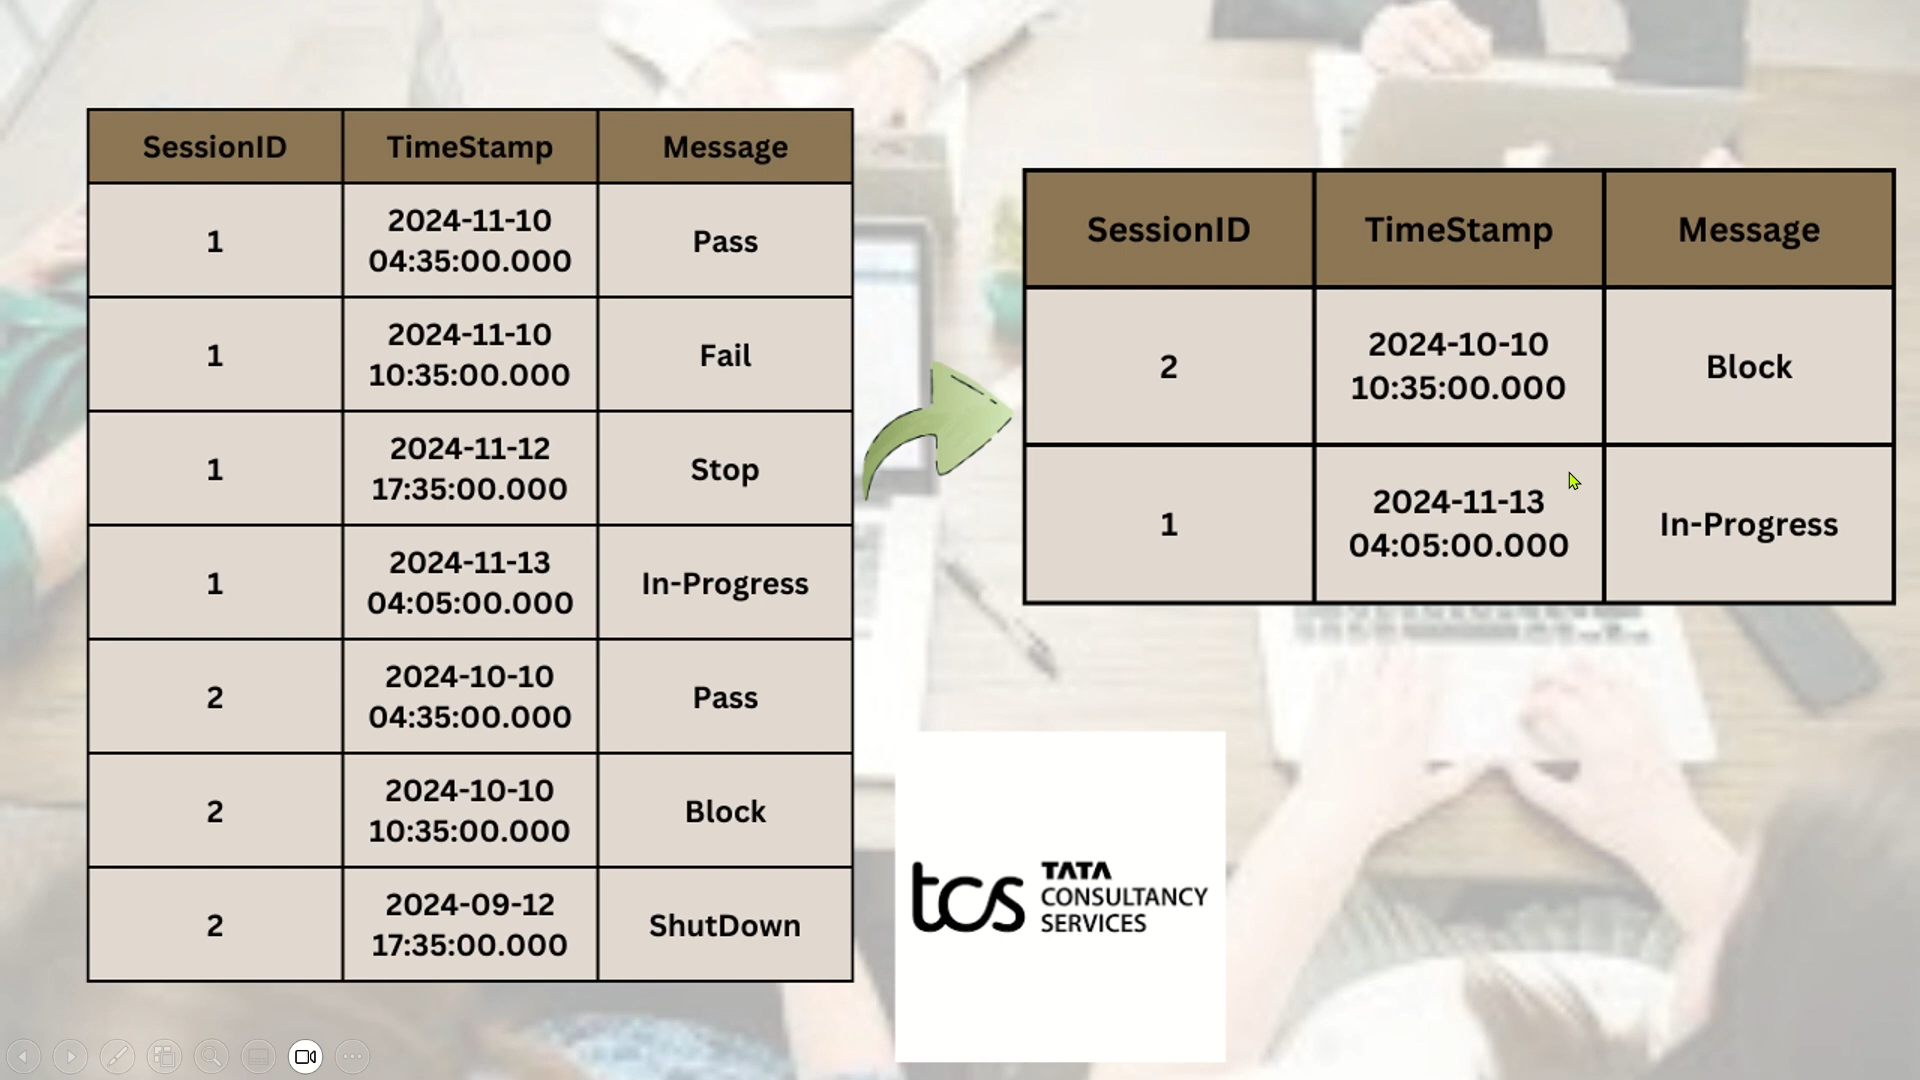 SessionID TimeStamp Message
1 2024-11-10 04:35:00.000 Pass
1 2024-11-10 10:35:00.000 Fail
1 2024-11-12 17:35:00.000 Stop
1 2024-11-13 04:05:00.000 In-Progress
2 2024-10-10 04:35:00.000 Pass
2 2024-10-10 10:35:00.000 Block
2 2024-09-12 17:35:00.000 ShutDown
SessionID TimeStamp Message
2 2024-10-10 10:35:00.000 Block
1 2024-11-13 04:05:00.000 In-Progress
tcs TATA
CONSULTANCY
SERVICES